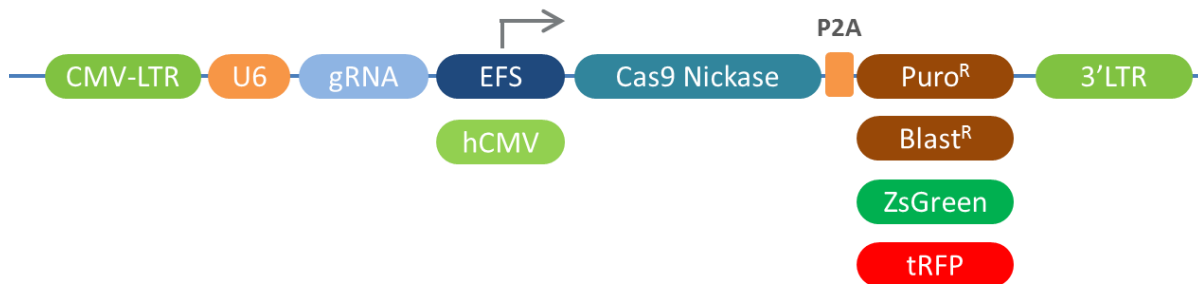 P2A
CMV-LTR U6 gRNA EFS Cas9 Nickase Puroᴿ 3'LTR
hCMV Blastᴿ
ZsGreen
tRFP